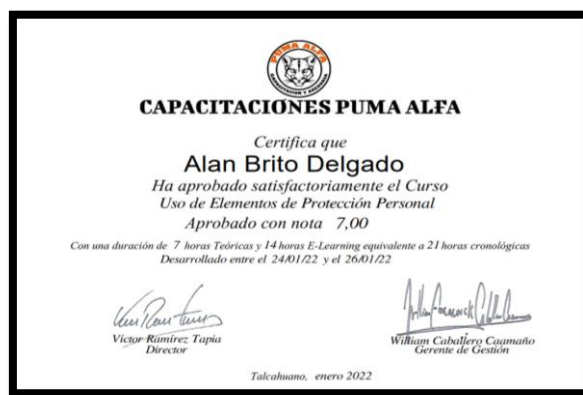 PUMA ALFA
CAPACITACIONES PUMA ALFA
Certifica que
Alan Brito Delgado
Ha aprobado satisfactoriamente el Curso
Uso de Elementos de Protección Personal
Aprobado con nota 7,00
Con una duración de 7 horas Teóricas y 14 horas E-Learning equivalente a 21 horas cronológicas
Desarrollado entre el 24/01/22 y el 26/01/22
Victor Ramírez Tapia
Director
William Caballero Caamaño
Gerente de Gestión
Talcahuano, enero 2022